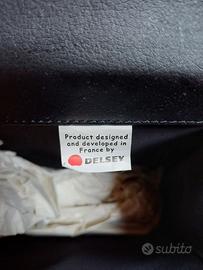 Product designed
and developed in
France by
DELSEY
subito